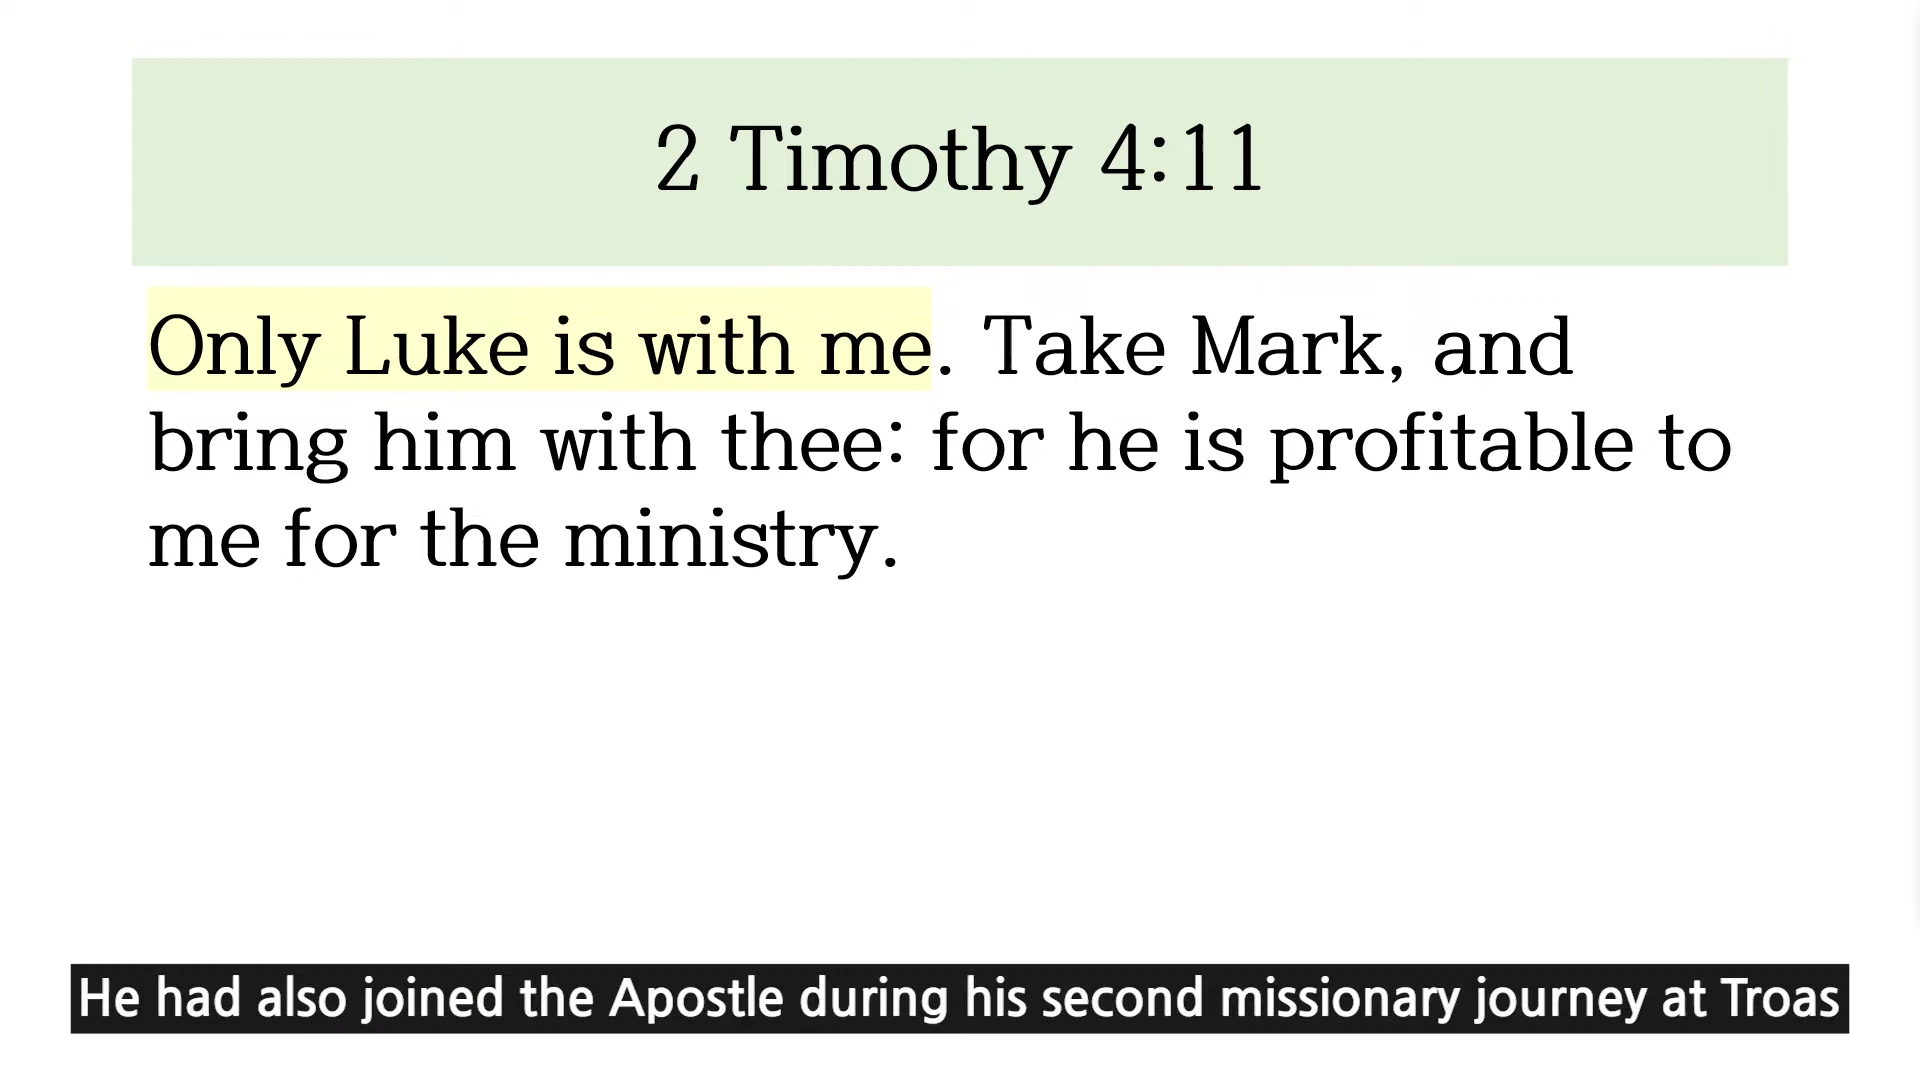 2 Timothy 4:11
Only Luke is with me. Take Mark, and
bring him with thee: for he is profitable to
me for the ministry.
He had also joined the Apostle during his second missionary journey at Troas